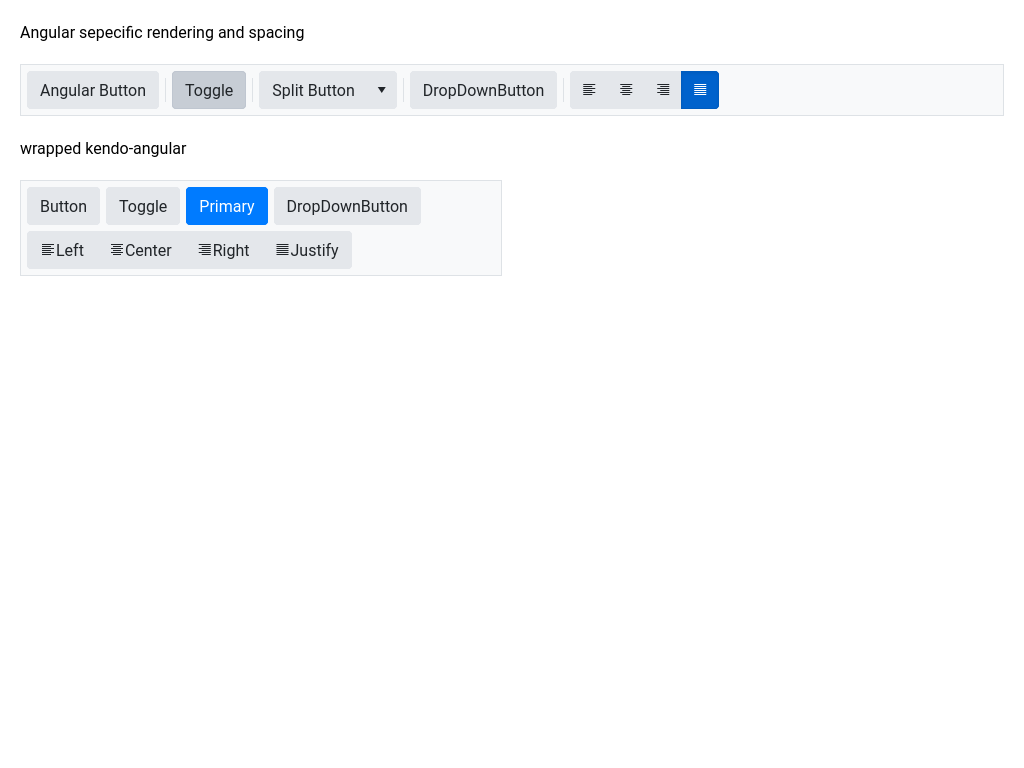 Angular sepecific rendering and spacing
Angular Button Toggle Split Button DropDownButton
wrapped kendo-angular
Button Toggle Primary DropDownButton
Left Center Right Justify